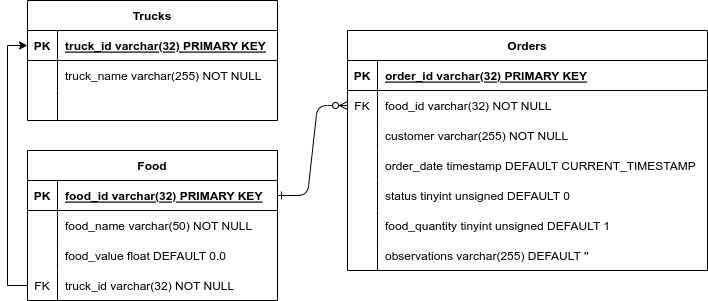 Trucks
PK truck_id varchar(32) PRIMARY KEY
truck_name varchar(255) NOT NULL
Food
PK food_id varchar(32) PRIMARY KEY
food_name varchar(50) NOT NULL
food_value float DEFAULT 0.0
FK truck_id varchar(32) NOT NULL
Orders
PK order_id varchar(32) PRIMARY KEY
FK food_id varchar(32) NOT NULL
customer varchar(255) NOT NULL
order_date timestamp DEFAULT CURRENT_TIMESTAMP
status tinyint unsigned DEFAULT 0
food_quantity tinyint unsigned DEFAULT 1
observations varchar(255) DEFAULT ''